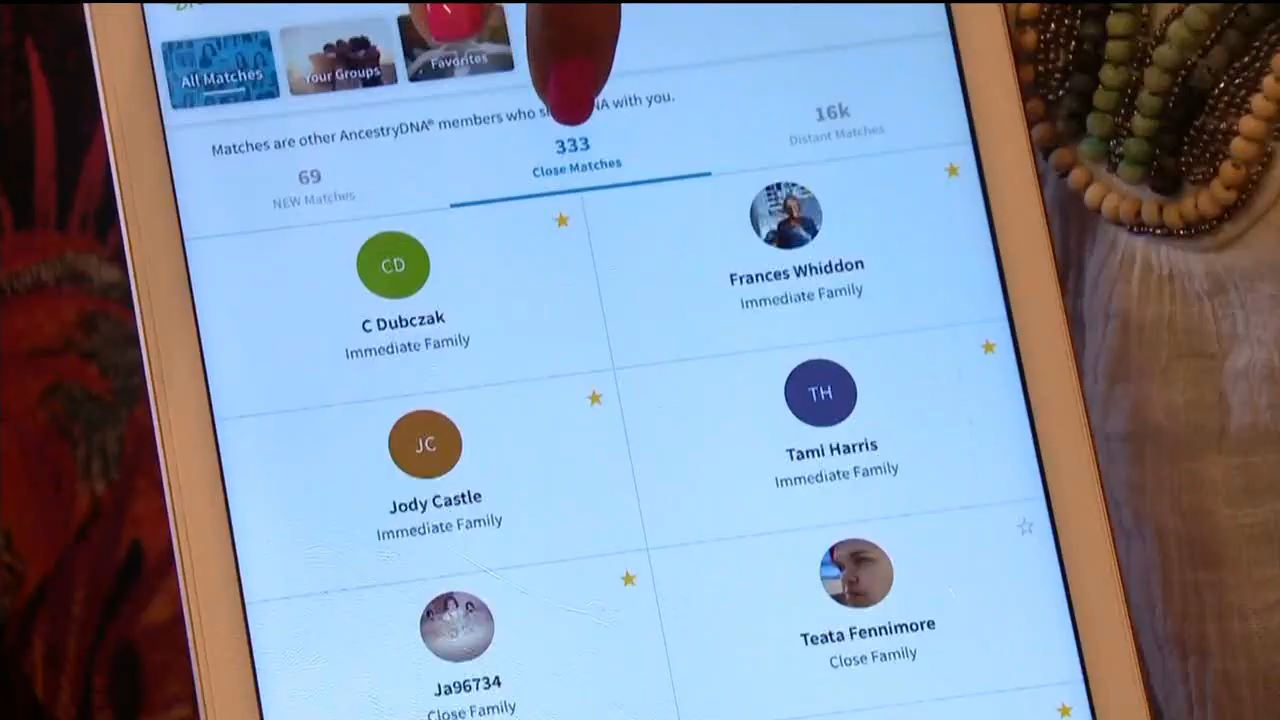 All Matches
Your Groups
Favorites
Matches are other AncestryDNA® members who DNA with you.
69
NEW Matches
333
Close Matches
16k
Distant Matches
CD
C Dubczak
Immediate Family
Frances Whiddon
Immediate Family
JC
Jody Castle
Immediate Family
TH
Tami Harris
Immediate Family
Ja96734
Close Family
Teata Fennimore
Close Family